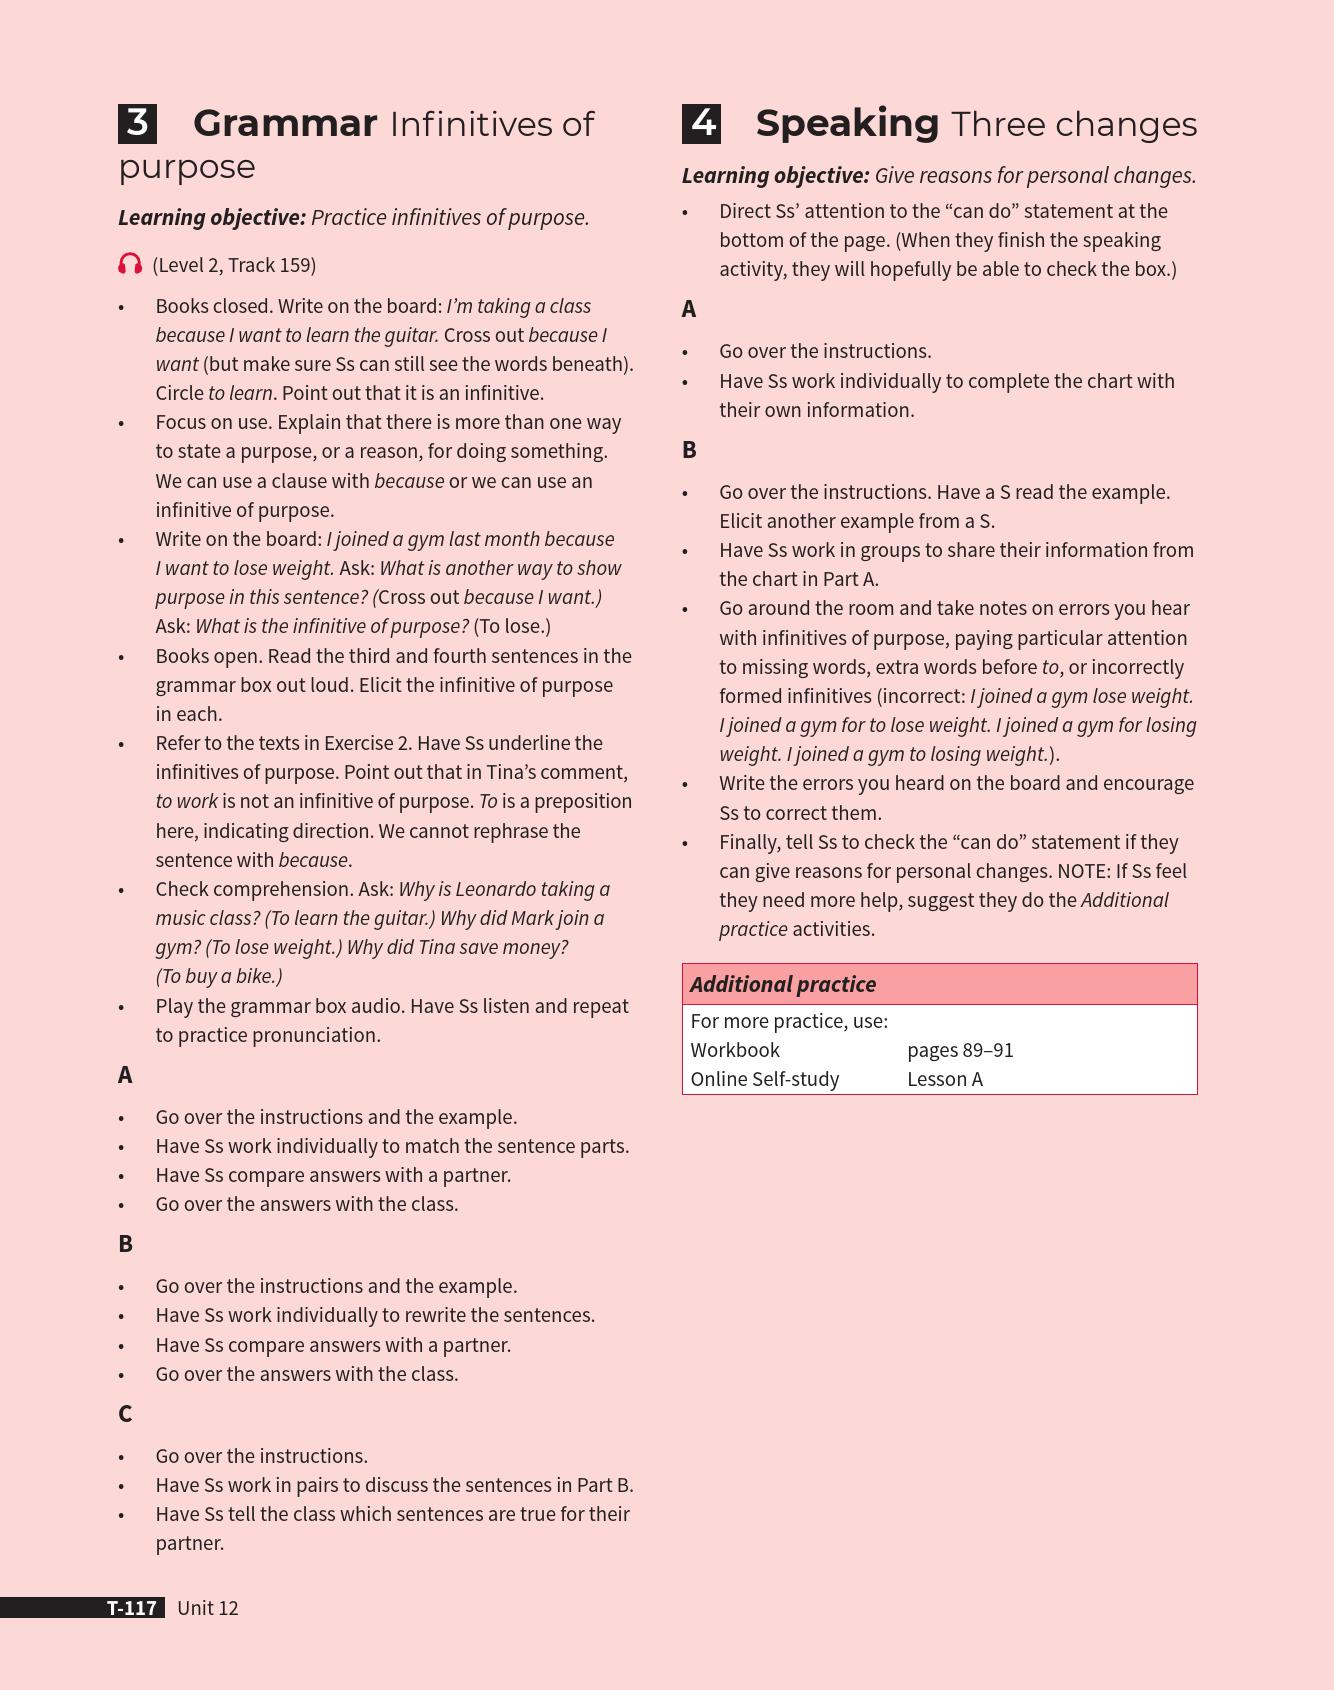 3 Grammar Infinitives of
purpose
Learning objective: Practice infinitives of purpose.
(Level 2, Track 159)
• Books closed. Write on the board: I’m taking a class
because I want to learn the guitar. Cross out because I
want (but make sure Ss can still see the words beneath).
Circle to learn. Point out that it is an infinitive.
• Focus on use. Explain that there is more than one way
to state a purpose, or a reason, for doing something.
We can use a clause with because or we can use an
infinitive of purpose.
• Write on the board: I joined a gym last month because
I want to lose weight. Ask: What is another way to show
purpose in this sentence? (Cross out because I want.)
Ask: What is the infinitive of purpose? (To lose.)
• Books open. Read the third and fourth sentences in the
grammar box out loud. Elicit the infinitive of purpose
in each.
• Refer to the texts in Exercise 2. Have Ss underline the
infinitives of purpose. Point out that in Tina’s comment,
to work is not an infinitive of purpose. To is a preposition
here, indicating direction. We cannot rephrase the
sentence with because.
• Check comprehension. Ask: Why is Leonardo taking a
music class? (To learn the guitar.) Why did Mark join a
gym? (To lose weight.) Why did Tina save money?
(To buy a bike.)
• Play the grammar box audio. Have Ss listen and repeat
to practice pronunciation.
A
• Go over the instructions and the example.
• Have Ss work individually to match the sentence parts.
• Have Ss compare answers with a partner.
• Go over the answers with the class.
B
• Go over the instructions and the example.
• Have Ss work individually to rewrite the sentences.
• Have Ss compare answers with a partner.
• Go over the answers with the class.
C
• Go over the instructions.
• Have Ss work in pairs to discuss the sentences in Part B.
• Have Ss tell the class which sentences are true for their
partner.
4 Speaking Three changes
Learning objective: Give reasons for personal changes.
• Direct Ss’ attention to the “can do” statement at the
bottom of the page. (When they finish the speaking
activity, they will hopefully be able to check the box.)
A
• Go over the instructions.
• Have Ss work individually to complete the chart with
their own information.
B
• Go over the instructions. Have a S read the example.
Elicit another example from a S.
• Have Ss work in groups to share their information from
the chart in Part A.
• Go around the room and take notes on errors you hear
with infinitives of purpose, paying particular attention
to missing words, extra words before to, or incorrectly
formed infinitives (incorrect: I joined a gym lose weight.
I joined a gym for to lose weight. I joined a gym for losing
weight. I joined a gym to losing weight.).
• Write the errors you heard on the board and encourage
Ss to correct them.
• Finally, tell Ss to check the “can do” statement if they
can give reasons for personal changes. NOTE: If Ss feel
they need more help, suggest they do the Additional
practice activities.
Additional practice
For more practice, use:
Workbook pages 89–91
Online Self-study Lesson A
T-117 Unit 12